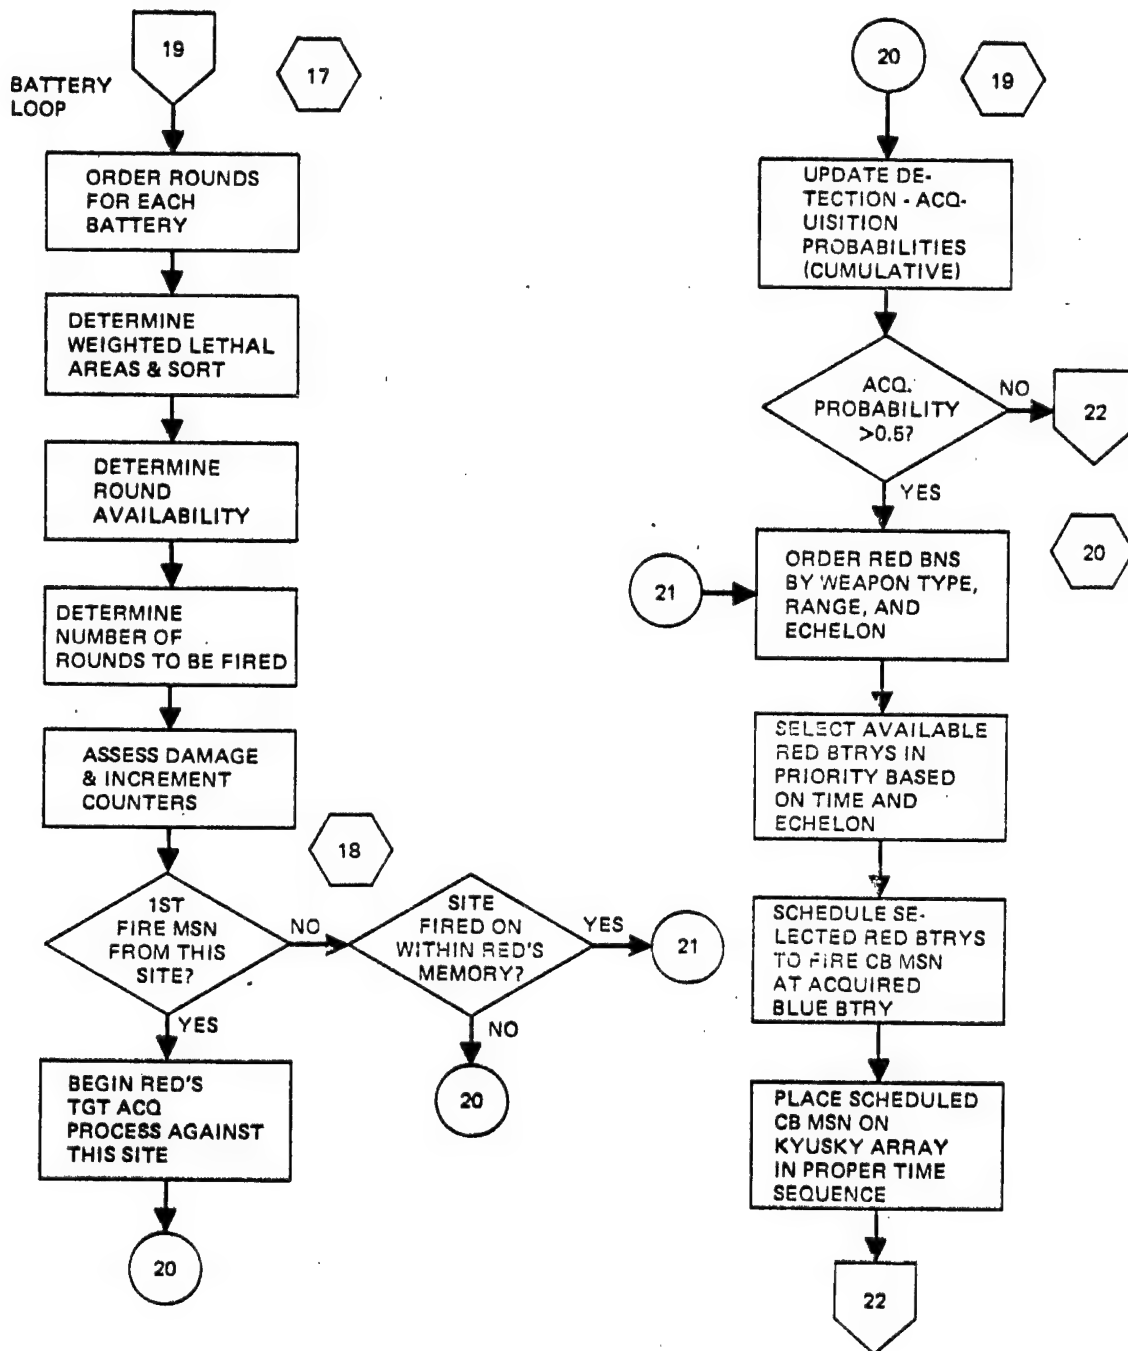 19
17
BATTERY
LOOP
ORDER ROUNDS
FOR EACH
BATTERY
DETERMINE
WEIGHTED LETHAL
AREAS & SORT
DETERMINE
ROUND
AVAILABILITY
DETERMINE
NUMBER OF
ROUNDS TO BE FIRED
ASSESS DAMAGE
& INCREMENT
COUNTERS
18
1ST
FIRE MSN
FROM THIS
SITE?
NO
SITE
FIRED ON
WITHIN RED'S
MEMORY?
YES
21
YES
NO
20
BEGIN RED'S
TGT ACQ
PROCESS AGAINST
THIS SITE
20
20
19
UPDATE DE-
TECTION - ACQ-
UISITION
PROBABILITIES
(CUMULATIVE)
ACQ.
PROBABILITY
>0.5?
NO
22
YES
20
21
ORDER RED BNS
BY WEAPON TYPE,
RANGE, AND
ECHELON
SELECT AVAILABLE
RED BTRYS IN
PRIORITY BASED
ON TIME AND
ECHELON
SCHEDULE SE-
LECTED RED BTRYS
TO FIRE CB MSN
AT ACQUIRED
BLUE BTRY
PLACE SCHEDULED
CB MSN ON
KYUSKY ARRAY
IN PROPER TIME
SEQUENCE
22